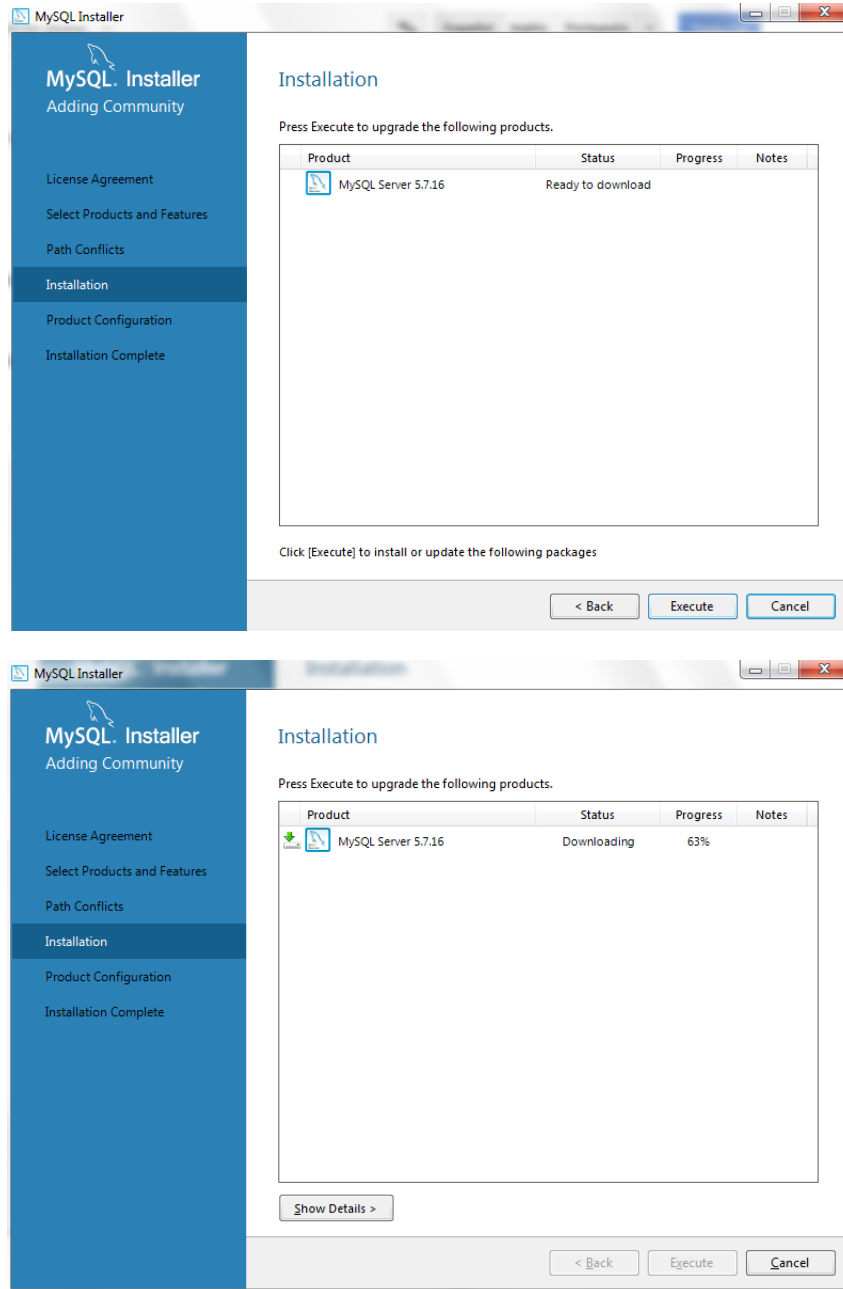 MySQL Installer
MySQL. Installer
Adding Community
License Agreement
Select Products and Features
Path Conflicts
Installation
Product Configuration
Installation Complete
Installation
Press Execute to upgrade the following products.
Product Status Progress Notes
MySQL Server 5.7.16 Ready to download
Click [Execute] to install or update the following packages
< Back Execute Cancel
MySQL Installer
MySQL. Installer
Adding Community
License Agreement
Select Products and Features
Path Conflicts
Installation
Product Configuration
Installation Complete
Installation
Press Execute to upgrade the following products.
Product Status Progress Notes
MySQL Server 5.7.16 Downloading 63%
Show Details >
< Back Execute Cancel